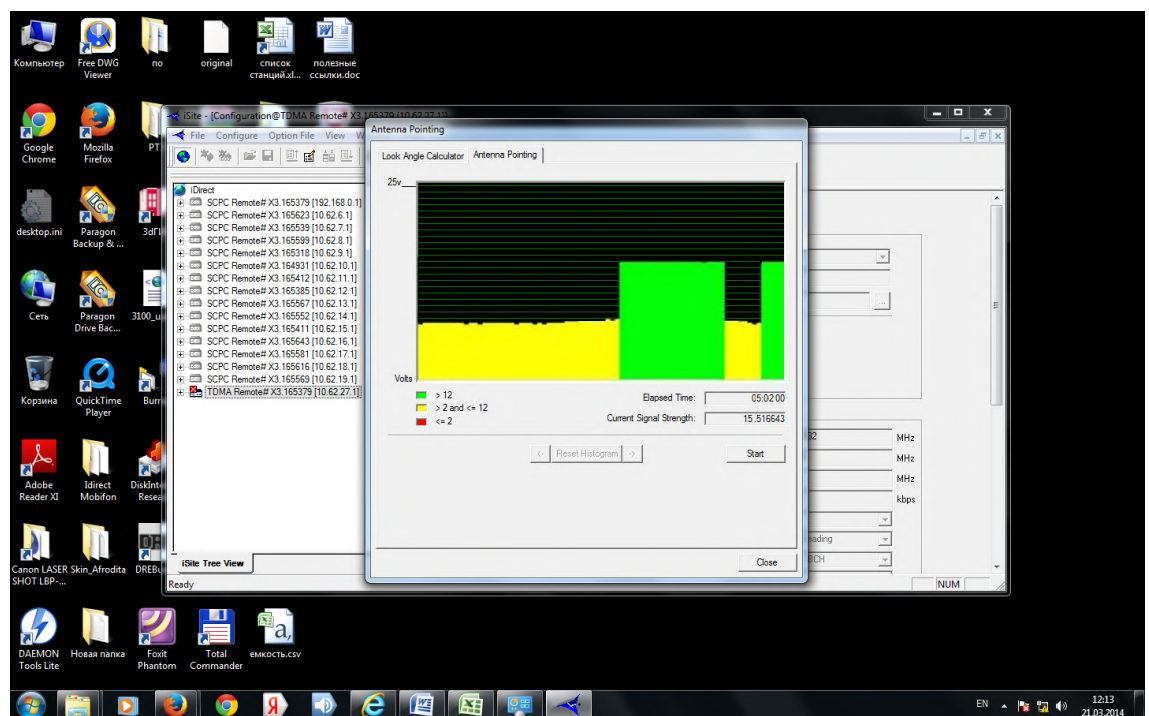 Компьютер
Free DWG
Viewer
no
original
список
станций.xl...
полезные
ссылки.doc
Google
Chrome
Mozilla
Firefox
desktop.ini
Paragon
Backup & ...
Сеть
Paragon
Drive Bac...
Корзина
QuickTime
Player
Adobe
Reader XI
Idirect
Mobifon
Canon LASER
SHOT LBP-...
Skin_Afrodita
DAEMON
Tools Lite
Новая папка
Foxit
Phantom
Total
Commander
емкость.csv
iSite - [Configuration@TDMA Remote# X3.165379 [10.62.27.1]]
File Configure Option File View
iDirect
SCPC Remote# X3.165379 [192.168.0.1]
SCPC Remote# X3.165623 [10.62.6.1]
SCPC Remote# X3.165539 [10.62.7.1]
SCPC Remote# X3.165599 [10.62.8.1]
SCPC Remote# X3.165318 [10.62.9.1]
SCPC Remote# X3.164931 [10.62.10.1]
SCPC Remote# X3.165412 [10.62.11.1]
SCPC Remote# X3.165385 [10.62.12.1]
SCPC Remote# X3.165567 [10.62.13.1]
SCPC Remote# X3.165552 [10.62.14.1]
SCPC Remote# X3.165411 [10.62.15.1]
SCPC Remote# X3.165643 [10.62.16.1]
SCPC Remote# X3.165581 [10.62.17.1]
SCPC Remote# X3.165616 [10.62.18.1]
SCPC Remote# X3.165569 [10.62.19.1]
TDMA Remote# X3.165379 [10.62.27.1]
iSite Tree View
Ready
Antenna Pointing
Look Angle Calculator Antenna Pointing
25v
Volts
> 12
> 2 and <= 12
<= 2
Elapsed Time: 05:02:00
Current Signal Strength: 15.516643
<- Reset Histogram ->
Start
Close
MHz
MHz
MHz
kbps
NUM
EN
12:13
21.03.2014